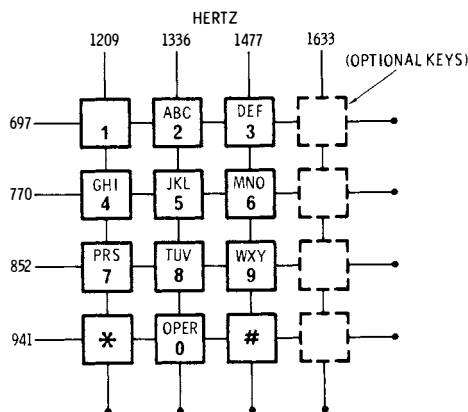 HERTZ
1209 1336 1477 1633
(OPTIONAL KEYS)
697 1 ABC 2 DEF 3
770 GHI 4 JKL 5 MNO 6
852 PRS 7 TUV 8 WXY 9
941 * OPER 0 #